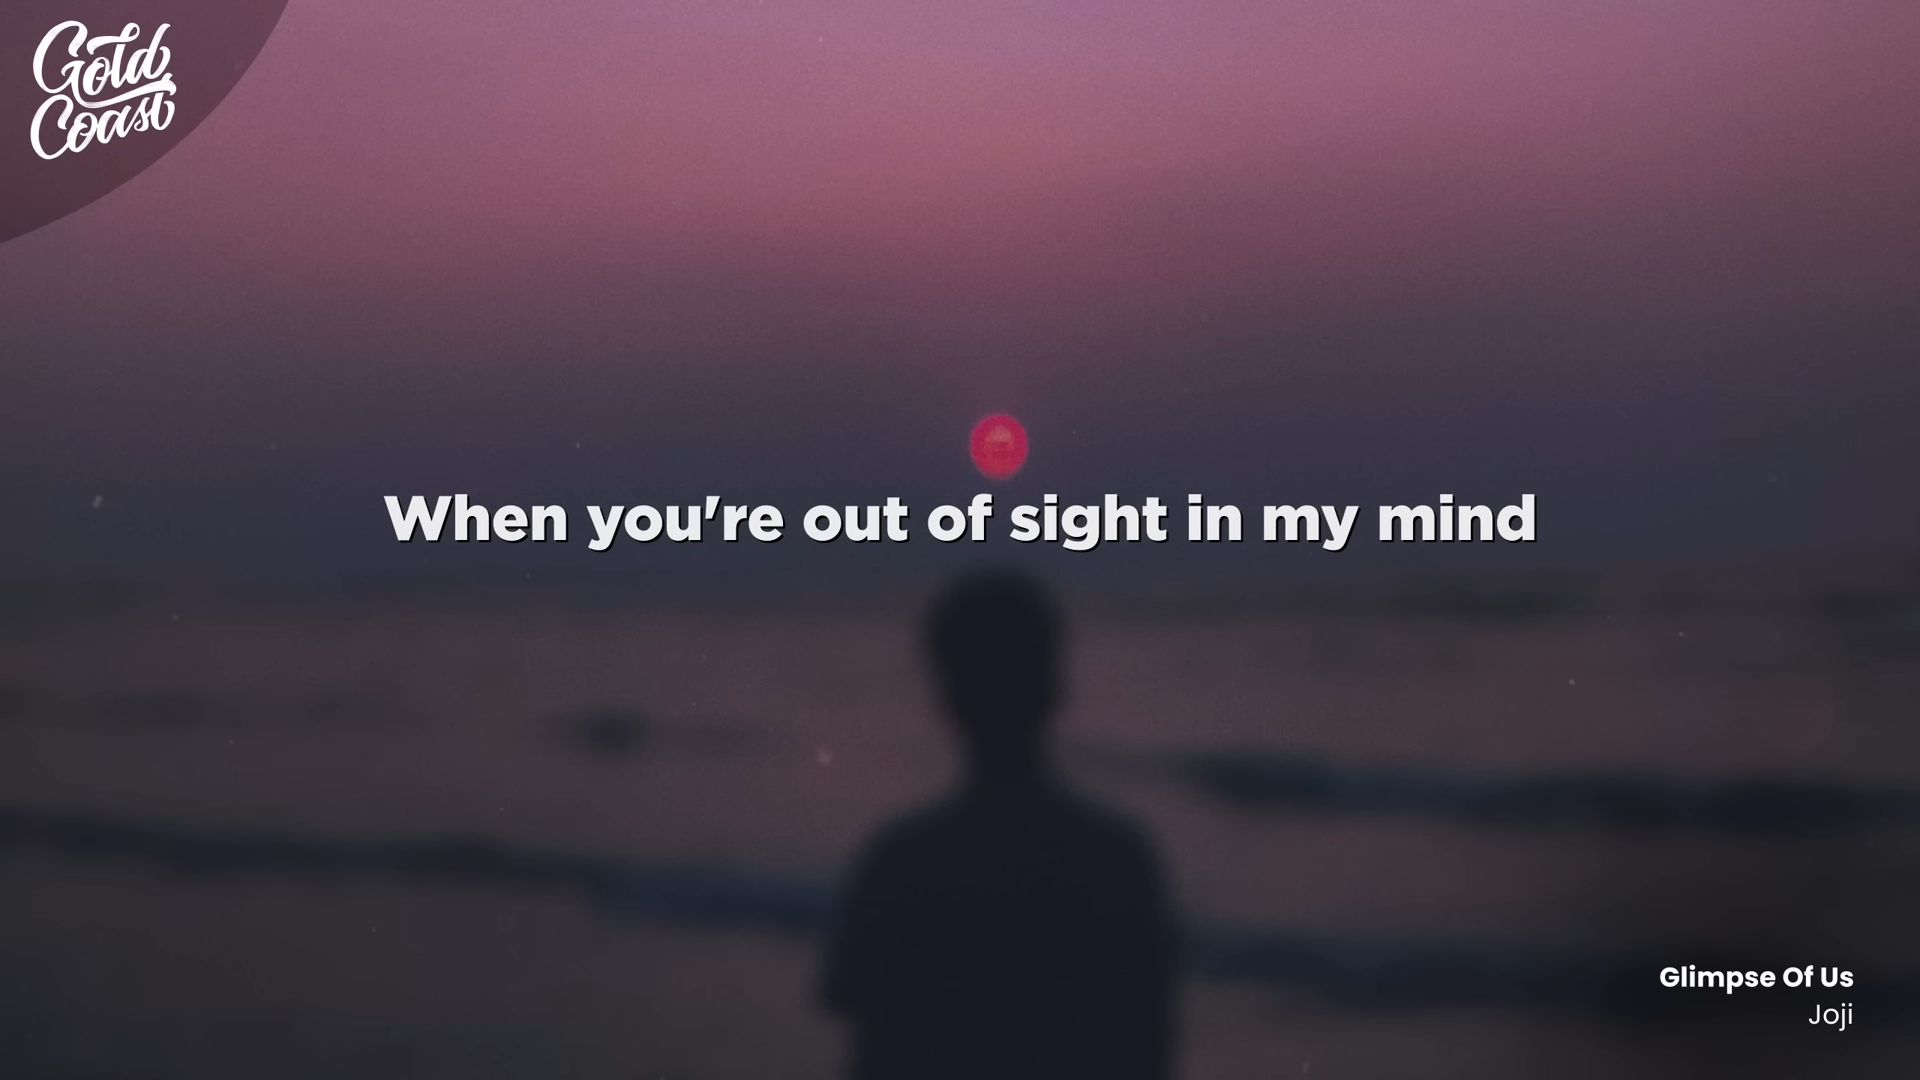 Gold
Coast
When you're out of sight in my mind
Glimpse Of Us
Joji